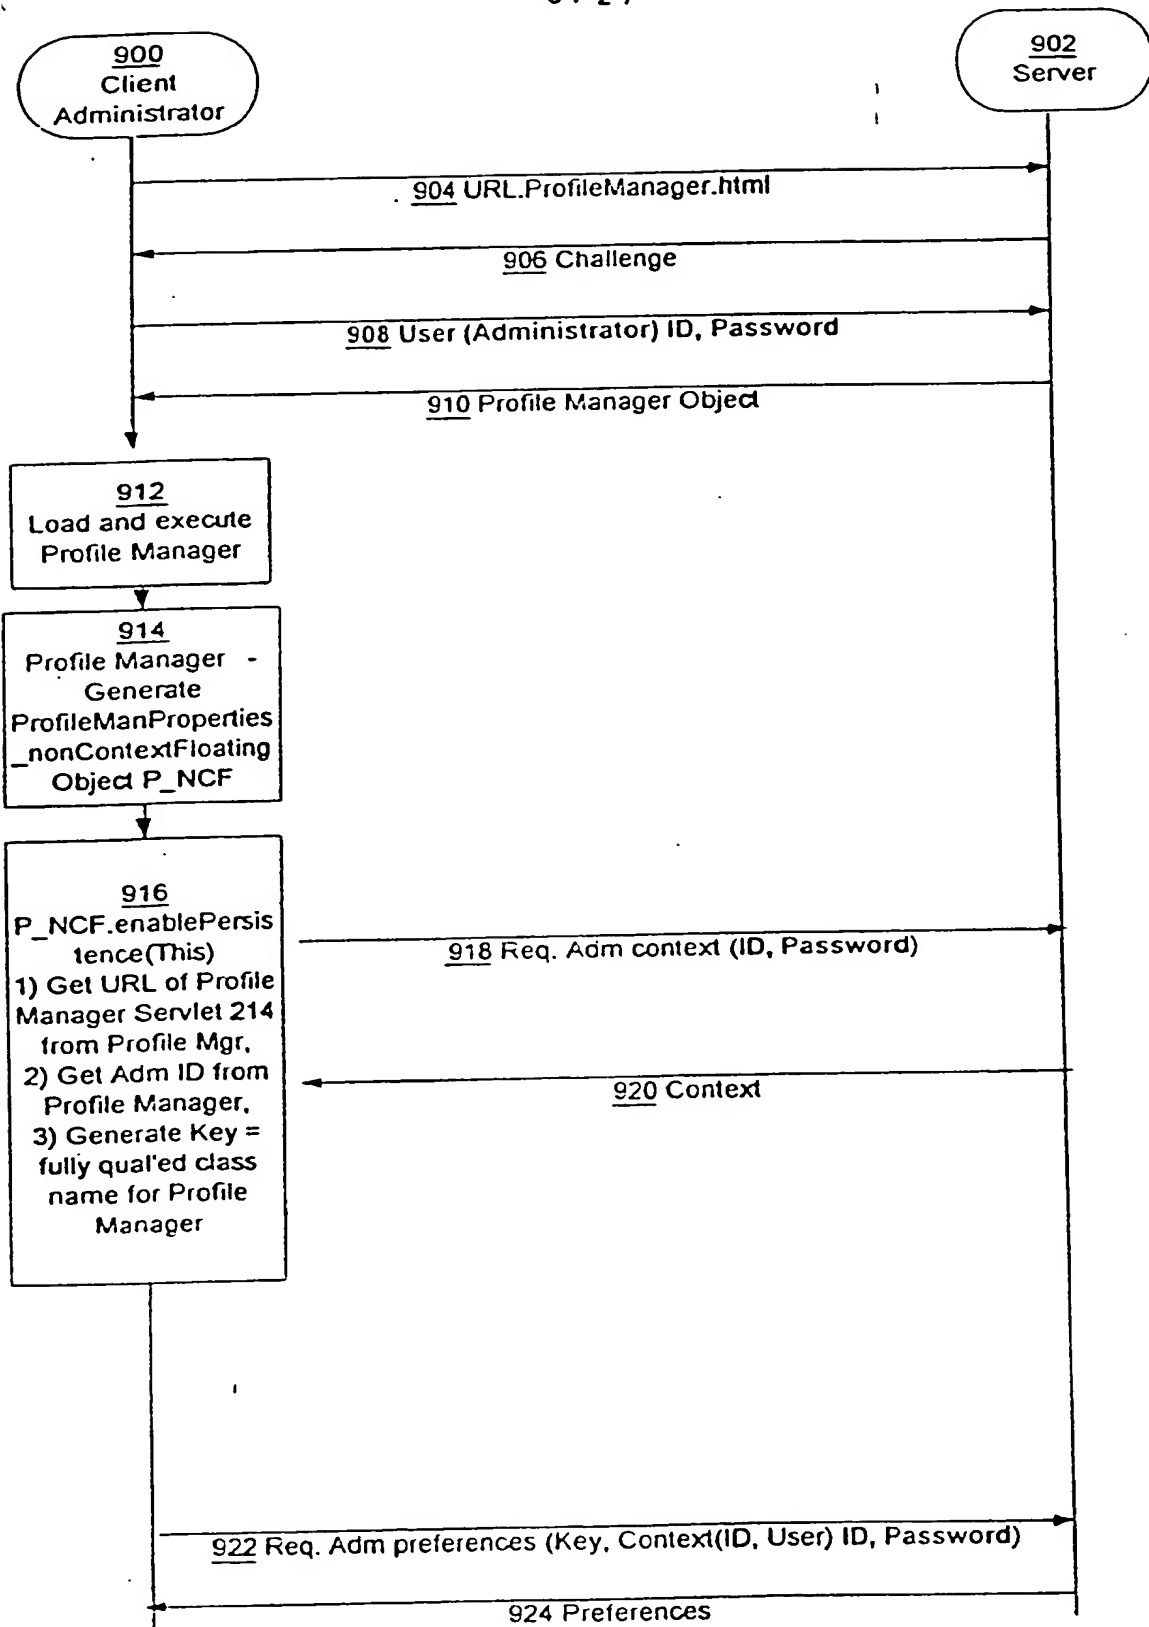 900
Client
Administrator
902
Server
904 URL.ProfileManager.html
906 Challenge
908 User (Administrator) ID, Password
910 Profile Manager Object
912
Load and execute
Profile Manager
914
Profile Manager -
Generate
ProfileManProperties
_nonContextFloating
Object P_NCF
916
P_NCF.enablePersis
tence(This)
1) Get URL of Profile
Manager Servlet 214
from Profile Mgr,
2) Get Adm ID from
Profile Manager,
3) Generate Key =
fully qual'ed class
name for Profile
Manager
918 Req. Adm context (ID, Password)
920 Context
922 Req. Adm preferences (Key, Context(ID, User) ID, Password)
924 Preferences